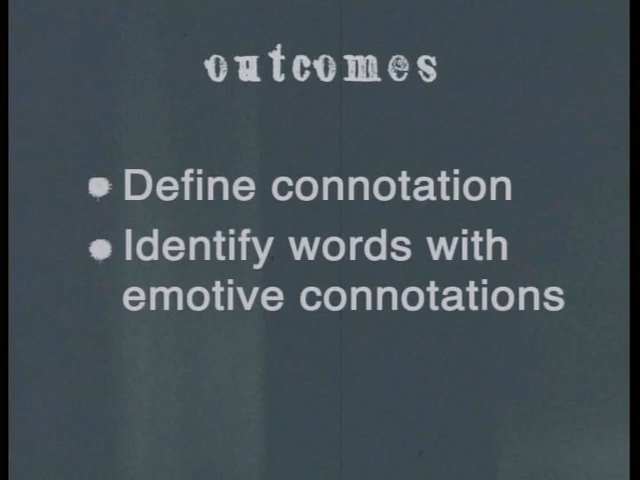 outcomes
Define connotation
Identify words with
emotive connotations